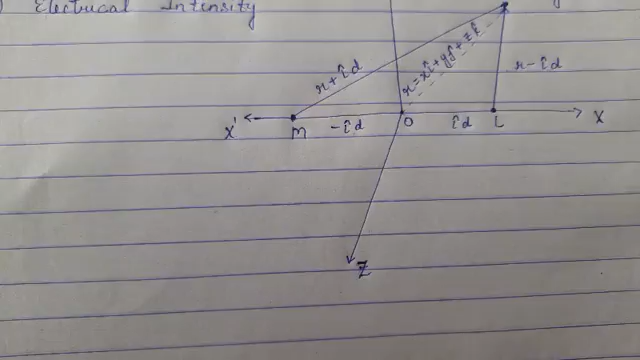 Electrical Intensity
r+îd
r=xî+yĵ+zk̂
r-îd
x'
M
-îd
O
îd
L
X
Z